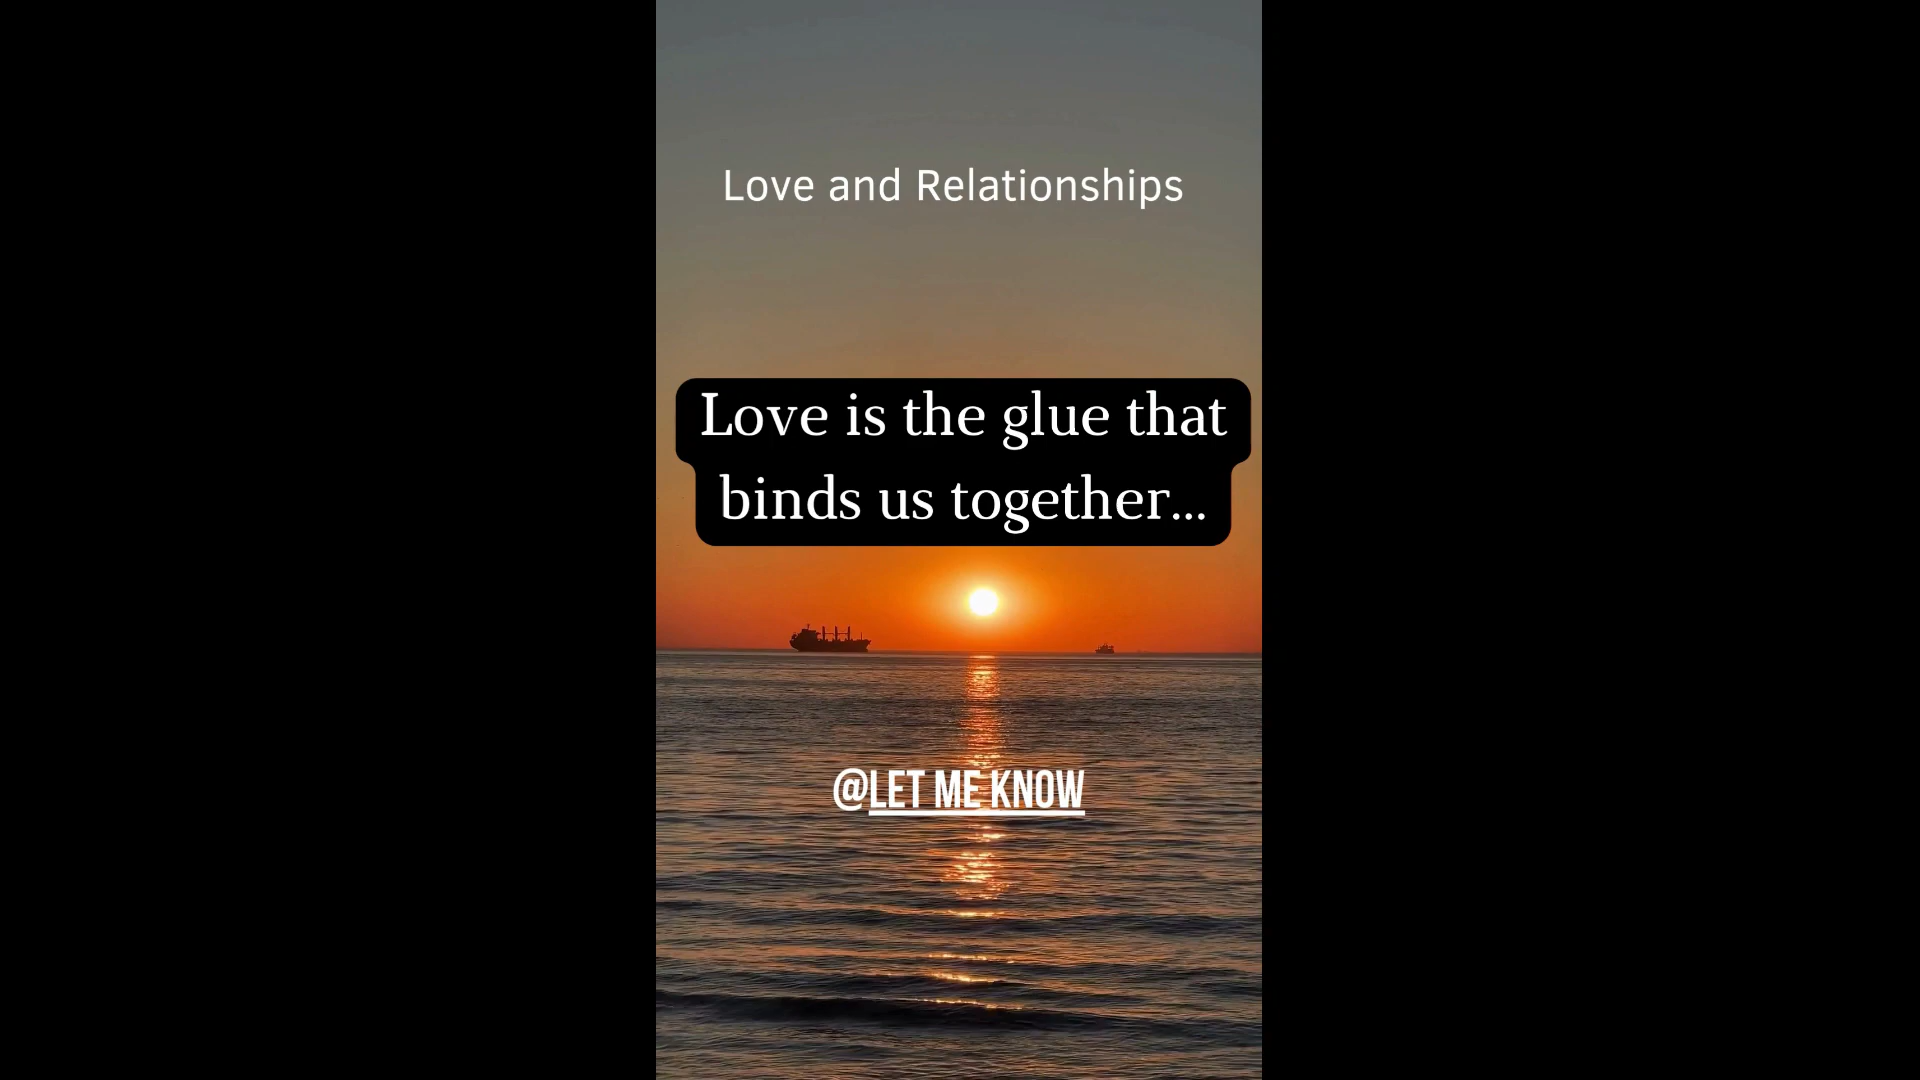 Love and Relationships
Love is the glue that
binds us together...
@LET ME KNOW